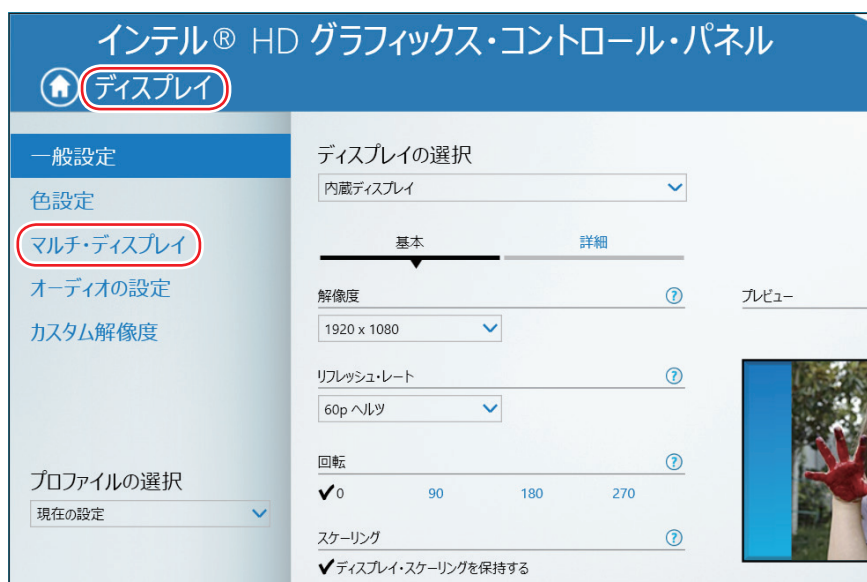 インテル® HD グラフィックス・コントロール・パネル
ディスプレイ
一般設定
色設定
マルチ・ディスプレイ
オーディオの設定
カスタム解像度
プロファイルの選択
現在の設定
ディスプレイの選択
内蔵ディスプレイ
基本 詳細
解像度 ?
1920 x 1080
リフレッシュ・レート ?
60p ヘルツ
回転 ?
✔0 90 180 270
スケーリング ?
✔ディスプレイ・スケーリングを保持する
プレビュー